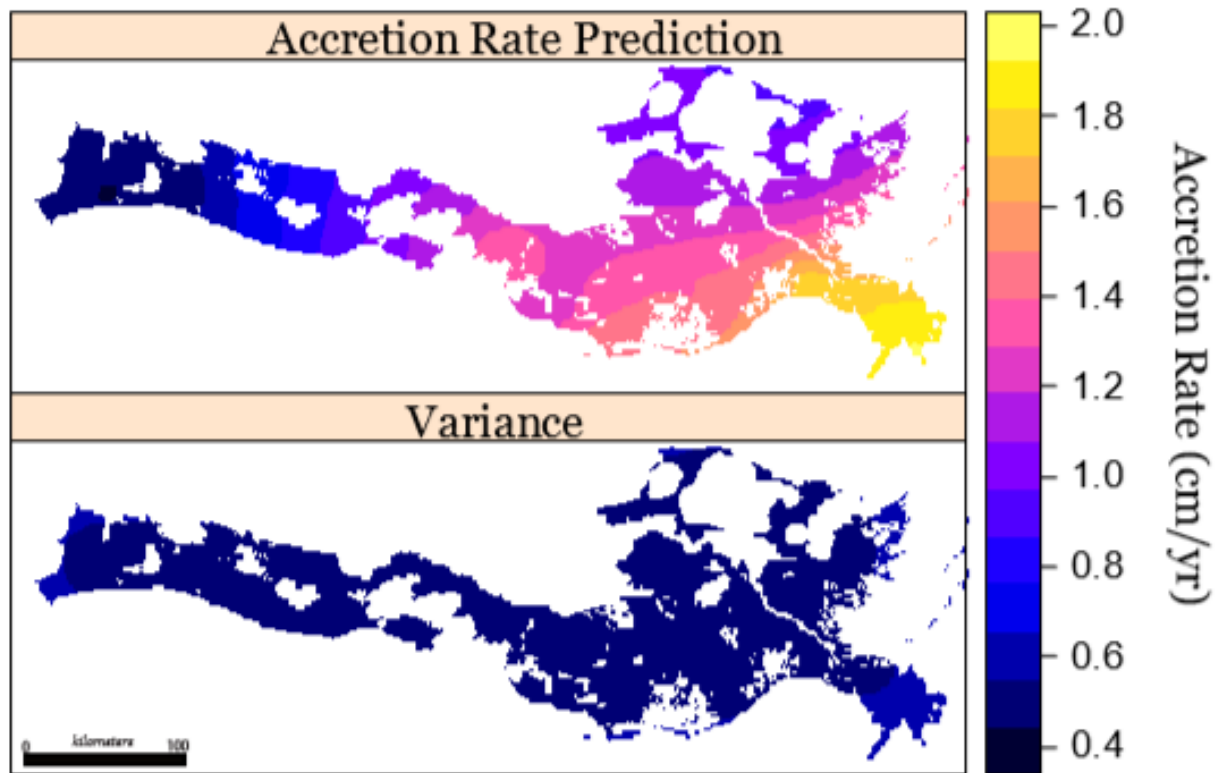 Accretion Rate Prediction
Variance
0 kilometers 100
2.0
1.8
1.6
1.4
1.2
1.0
0.8
0.6
0.4
Accretion Rate (cm/yr)